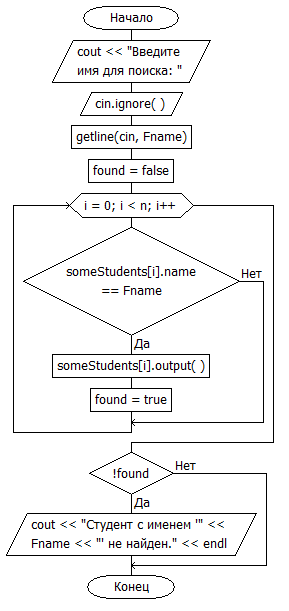 Начало
cout << "Введите
имя для поиска: "
cin.ignore( )
getline(cin, Fname)
found = false
i = 0; i < n; i++
someStudents[i].name
== Fname
Нет
Да
someStudents[i].output( )
found = true
!found
Нет
Да
cout << "Студент с именем '" <<
Fname << "' не найден." << endl
Конец